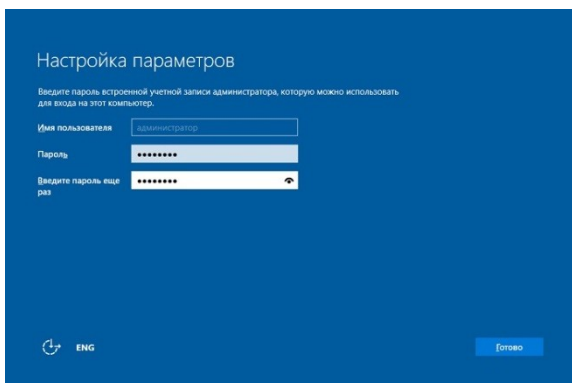 Настройка параметров
Введите пароль встроенной учетной записи администратора, которую можно использовать
для входа на этот компьютер.
Имя пользователя администратор
Пароль ••••••••
Введите пароль еще
раз ••••••••
ENG
Готово